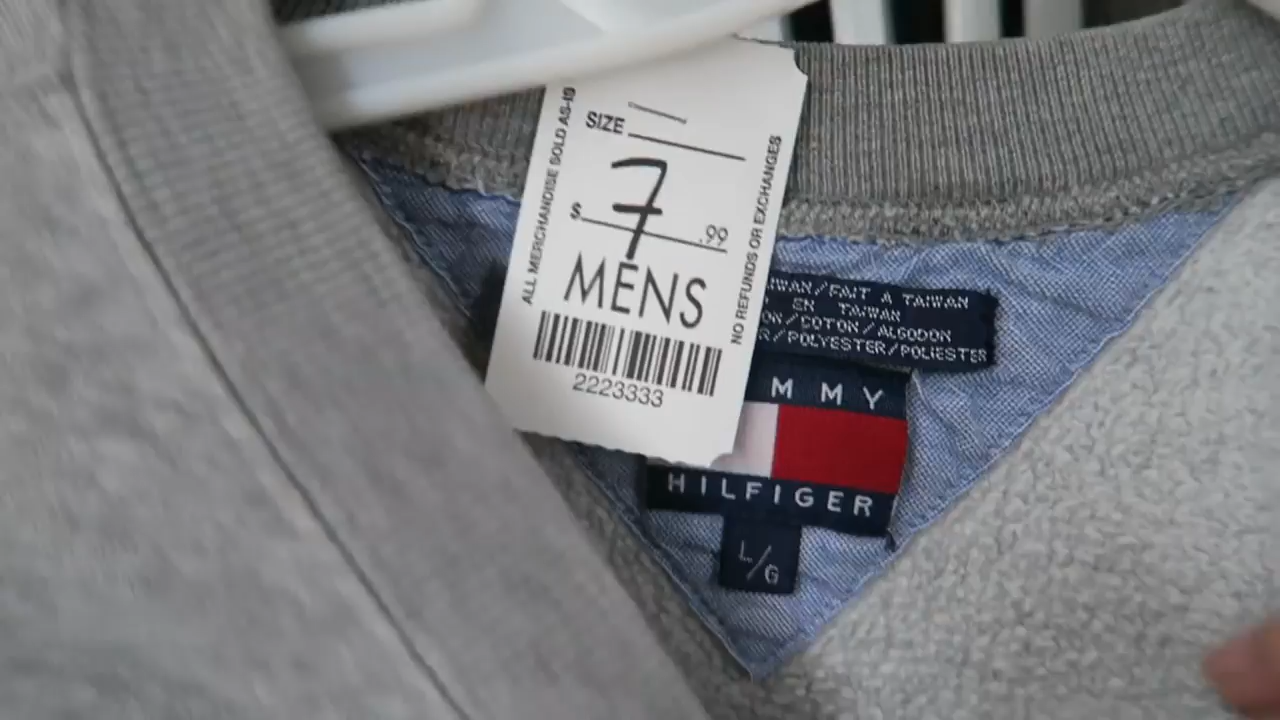 ALL MERCHANDISE SOLD AS-IS
SIZE
7
$ .99
MENS
2223333
NO REFUNDS OR EXCHANGES
/FAIT A TAIWAN
EN TAIWAN
/COTON/ALGODON
/POLYESTER/POLIESTER
MMY
HILFIGER
L/G